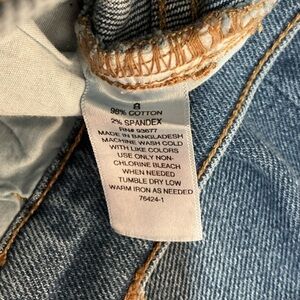 8
98% COTTON
2% SPANDEX
RN# 93677
MADE IN BANGLADESH
MACHINE WASH COLD
WITH LIKE COLORS
USE ONLY NON-
CHLORINE BLEACH
WHEN NEEDED
TUMBLE DRY LOW
WARM IRON AS NEEDED
76424-1